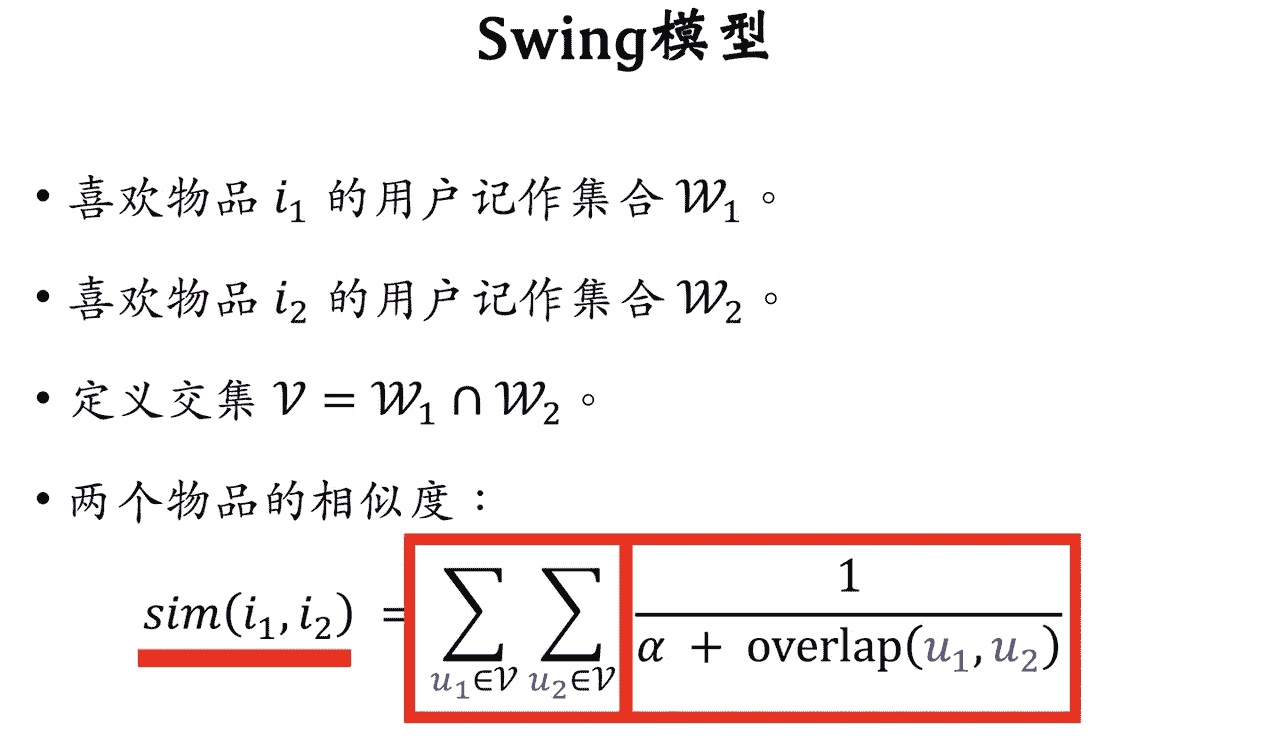 Swing模型
• 喜欢物品 i₁ 的用户记作集合 𝒲₁。
• 喜欢物品 i₂ 的用户记作集合 𝒲₂。
• 定义交集 𝒱 = 𝒲₁ ∩ 𝒲₂。
• 两个物品的相似度：
sim(i₁, i₂) = ∑_{u₁∈𝒱} ∑_{u₂∈𝒱} 1 / (α + overlap(u₁, u₂))